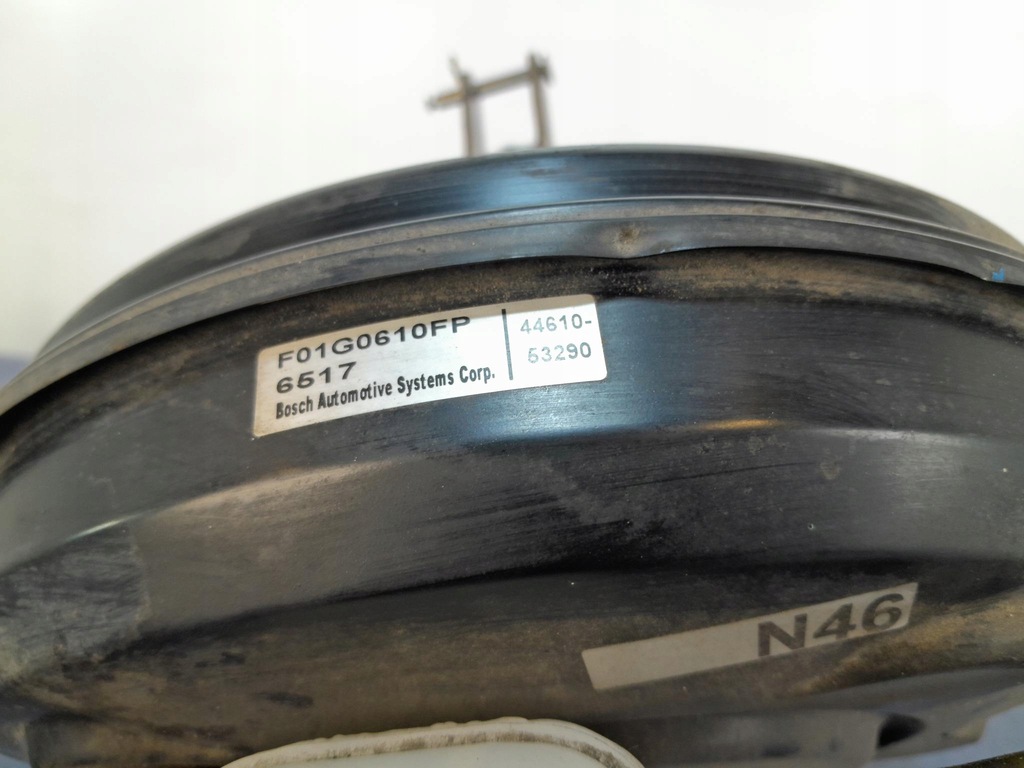 F01G0610FP
6517
Bosch Automotive Systems Corp.
44610-
53290
N46